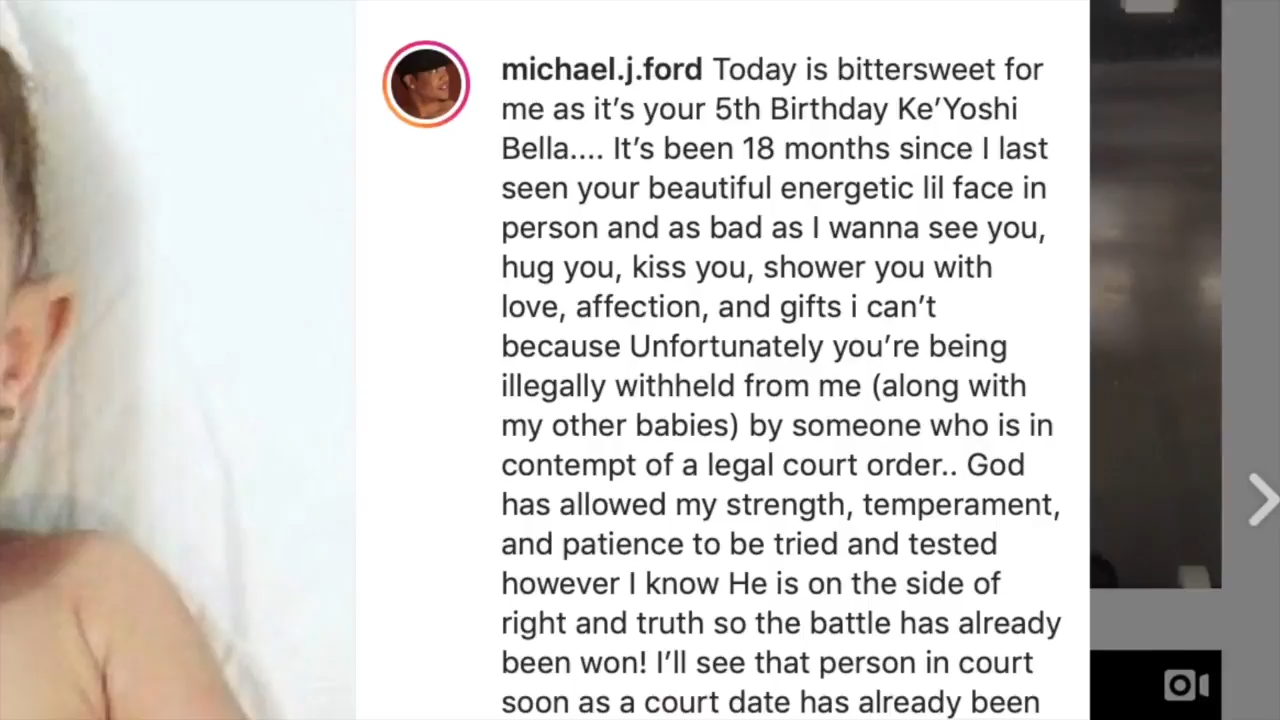 michael.j.ford Today is bittersweet for
me as it’s your 5th Birthday Ke’Yoshi
Bella.... It’s been 18 months since I last
seen your beautiful energetic lil face in
person and as bad as I wanna see you,
hug you, kiss you, shower you with
love, affection, and gifts i can’t
because Unfortunately you’re being
illegally withheld from me (along with
my other babies) by someone who is in
contempt of a legal court order.. God
has allowed my strength, temperament,
and patience to be tried and tested
however I know He is on the side of
right and truth so the battle has already
been won! I’ll see that person in court
soon as a court date has already been